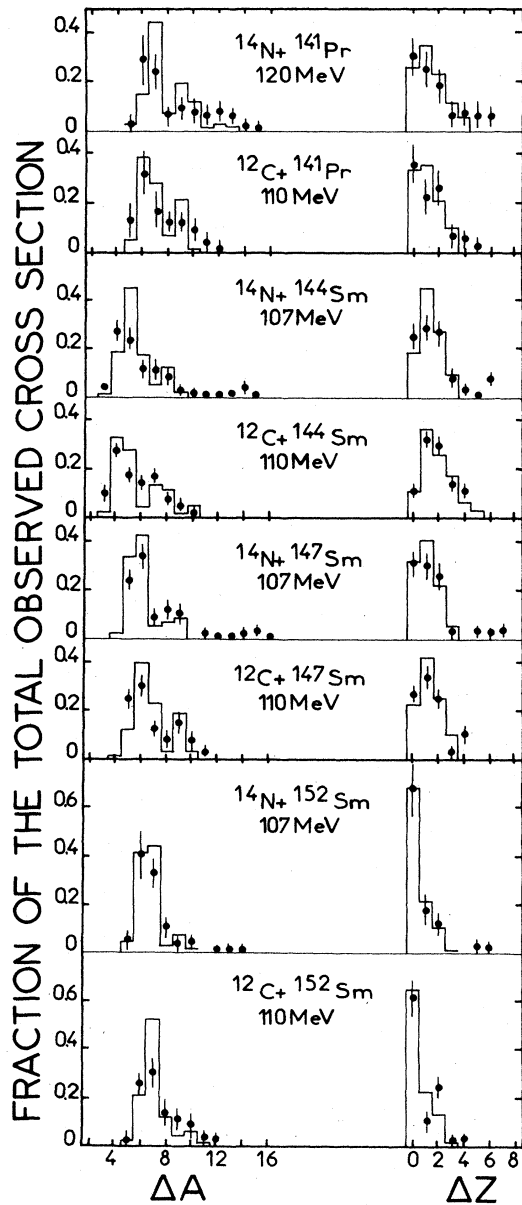 FRACTION OF THE TOTAL OBSERVED CROSS SECTION
0.4
0.2
0
¹⁴N+ ¹⁴¹Pr
120 MeV
0.4
0.2
0
¹²C+ ¹⁴¹Pr
110 MeV
0.4
0.2
0
¹⁴N+ ¹⁴⁴Sm
107 MeV
0.4
0.2
0
¹²C+ ¹⁴⁴Sm
110 MeV
0.4
0.2
0
¹⁴N+ ¹⁴⁷Sm
107 MeV
0.4
0.2
0
¹²C+ ¹⁴⁷Sm
110 MeV
0.6
0.4
0.2
0
¹⁴N+ ¹⁵²Sm
107 MeV
0.6
0.4
0.2
0
¹²C+ ¹⁵²Sm
110 MeV
4 8 12 16 0 2 4 6 8
ΔA ΔZ